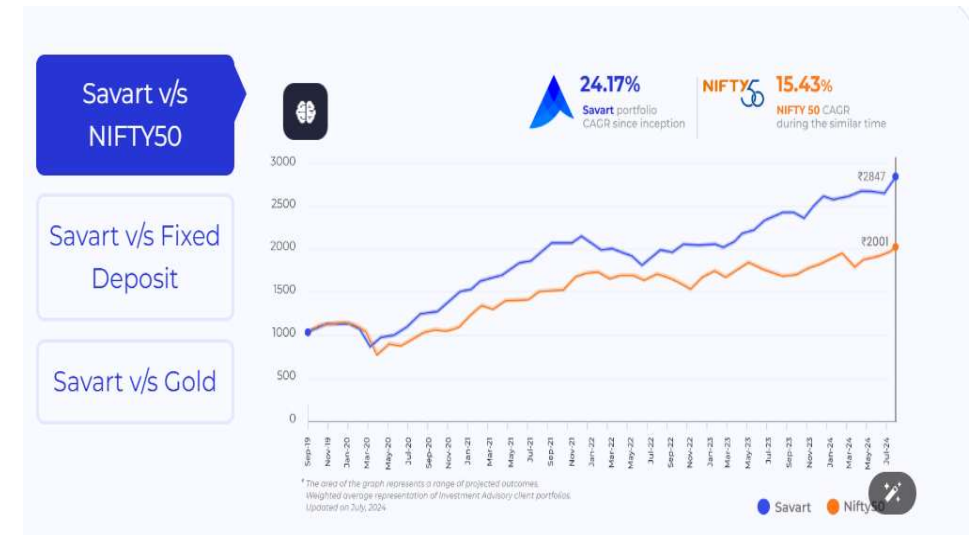 Savart v/s
NIFTY50
Savart v/s Fixed
Deposit
Savart v/s Gold
24.17%
Savart portfolio
CAGR since inception
NIFTY50
15.43%
NIFTY 50 CAGR
during the similar time
3000
2500
2000
1500
1000
500
0
₹2847
₹2001
Sep-19
Nov-19
Jan-20
Mar-20
May-20
Jul-20
Sep-20
Nov-20
Jan-21
Mar-21
May-21
Jul-21
Sep-21
Nov-21
Jan-22
Mar-22
May-22
Jul-22
Sep-22
Nov-22
Jan-23
Mar-23
May-23
Jul-23
Sep-23
Nov-23
Jan-24
Mar-24
May-24
Jul-24
* The area of the graph represents a range of projected outcomes.
Weighted average representation of Investment Advisory client portfolios.
Updated on July, 2024
Savart
Nifty50